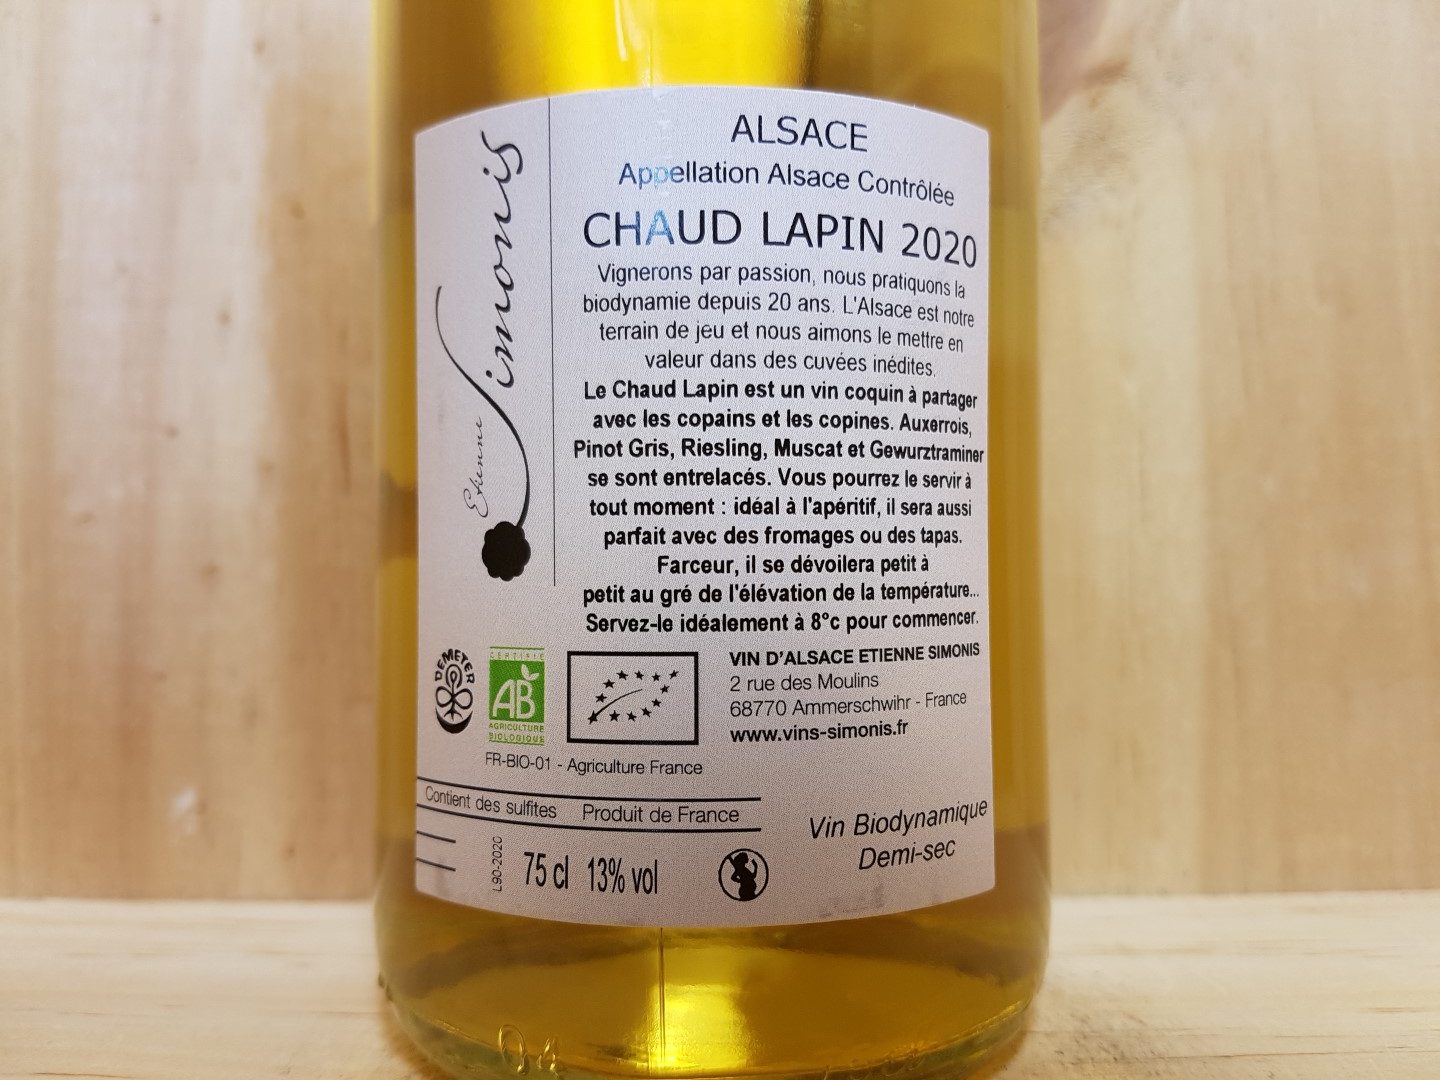 Etienne Simonis
ALSACE
Appellation Alsace Contrôlée
CHAUD LAPIN 2020
Vignerons par passion, nous pratiquons la
biodynamie depuis 20 ans. L'Alsace est notre
terrain de jeu et nous aimons le mettre en
valeur dans des cuvées inédites.
Le Chaud Lapin est un vin coquin à partager
avec les copains et les copines. Auxerrois,
Pinot Gris, Riesling, Muscat et Gewurztraminer
se sont entrelacés. Vous pourrez le servir à
tout moment : idéal à l'apéritif, il sera aussi
parfait avec des fromages ou des tapas.
Farceur, il se dévoilera petit à
petit au gré de l'élévation de la température...
Servez-le idéalement à 8°c pour commencer.
DEMETER
CERTIFIÉ
AB
AGRICULTURE
BIOLOGIQUE
FR-BIO-01 - Agriculture France
VIN D'ALSACE ETIENNE SIMONIS
2 rue des Moulins
68770 Ammerschwihr - France
www.vins-simonis.fr
Contient des sulfites Produit de France
L90-2020
75 cl 13% vol
Vin Biodynamique
Demi-sec